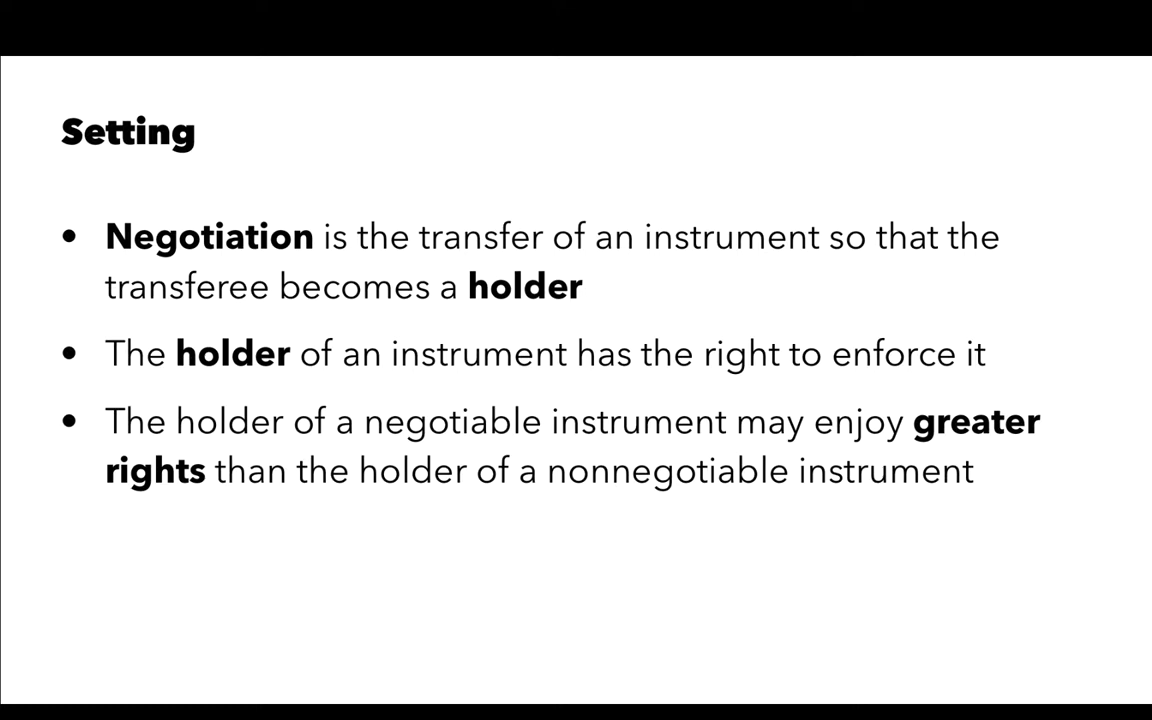 Setting
• Negotiation is the transfer of an instrument so that the
transferee becomes a holder
• The holder of an instrument has the right to enforce it
• The holder of a negotiable instrument may enjoy greater
rights than the holder of a nonnegotiable instrument